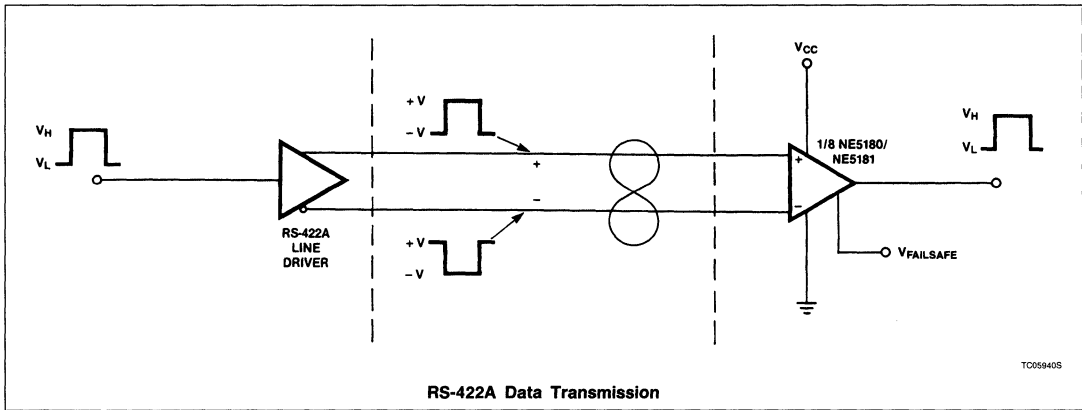 VH
VL
RS-422A
LINE
DRIVER
+ V
– V
+
–
+ V
– V
VCC
+
–
1/8 NE5180/
NE5181
VFAILSAFE
VH
VL
TC05940S
RS-422A Data Transmission